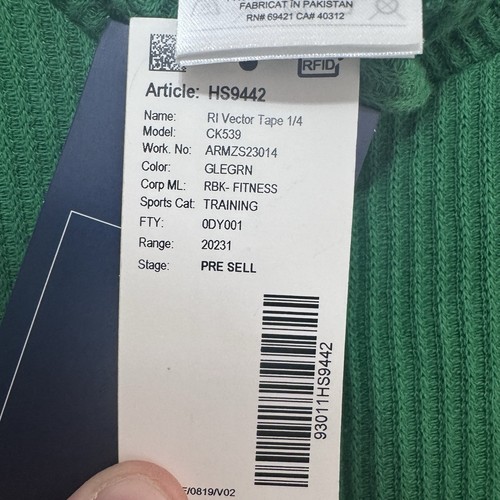 FABRICAT İN PAKISTAN
RN# 69421 CA# 40312
RFID
Article: HS9442
Name: RI Vector Tape 1/4
Model: CK539
Work. No: ARMZS23014
Color: GLEGRN
Corp ML: RBK- FITNESS
Sports Cat: TRAINING
FTY: 0DY001
Range: 20231
Stage: PRE SELL
93011HS9442
/0819/V02